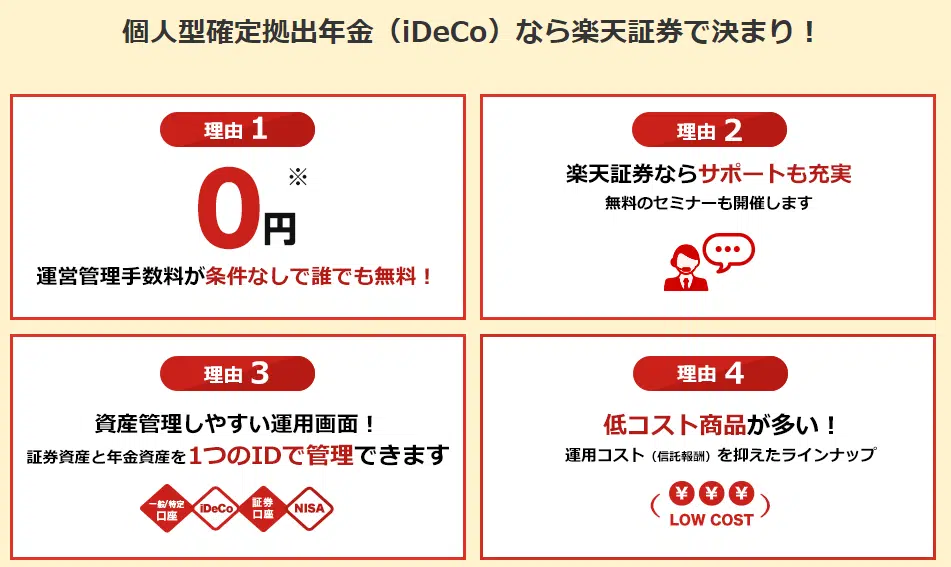 個人型確定拠出年金（iDeCo）なら楽天証券で決まり！
理由 1
0円※
運営管理手数料が条件なしで誰でも無料！
理由 2
楽天証券ならサポートも充実
無料のセミナーも開催します
理由 3
資産管理しやすい運用画面！
証券資産と年金資産を1つのIDで管理できます
一般/特定
口座
iDeCo
証券
口座
NISA
理由 4
低コスト商品が多い！
運用コスト（信託報酬）を抑えたラインナップ
¥ ¥ ¥
LOW COST